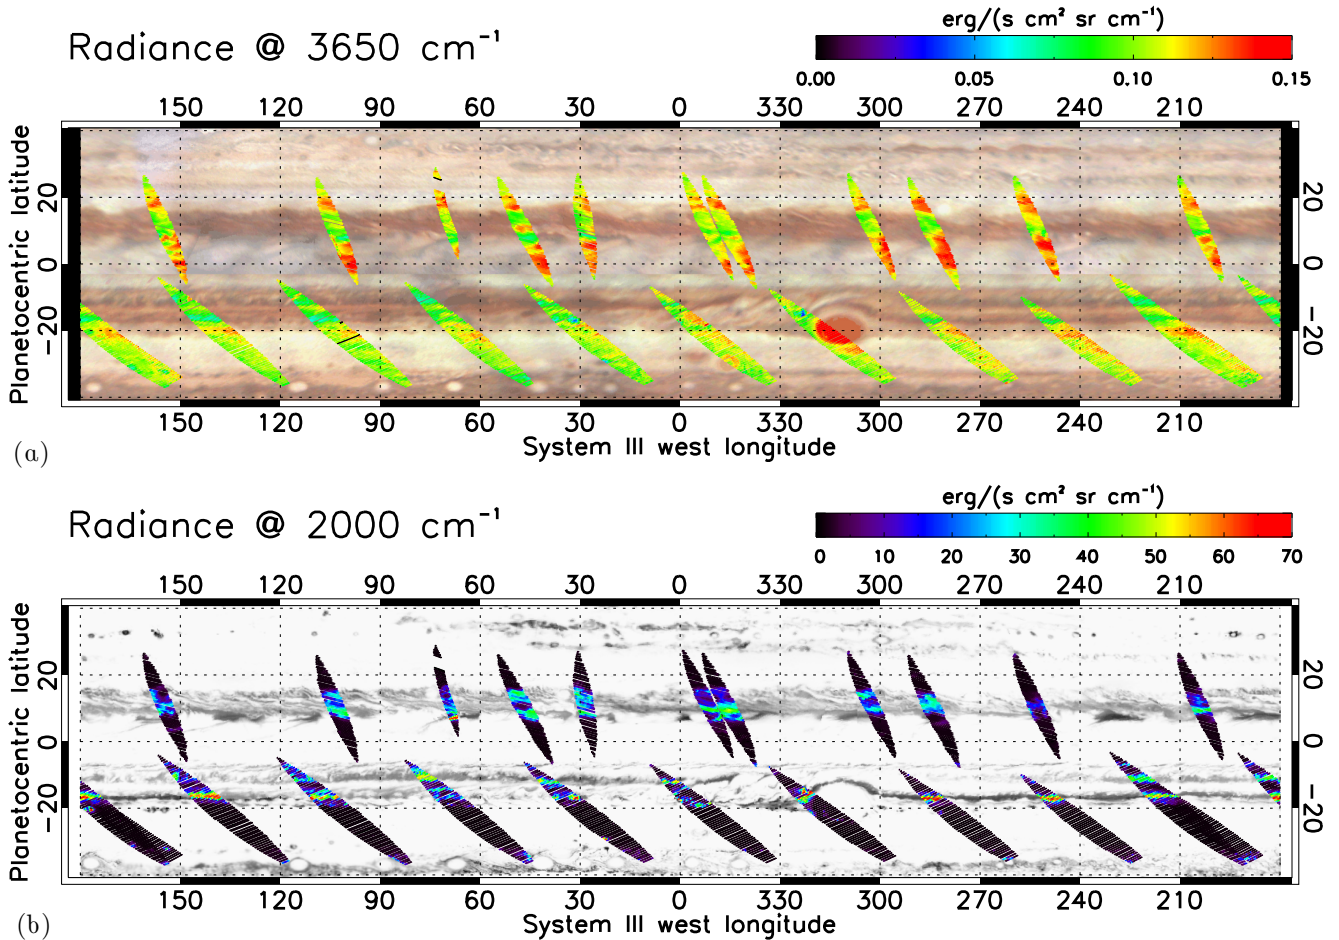 Radiance @ 3650 cm⁻¹
erg/(s cm² sr cm⁻¹)
0.00 0.05 0.10 0.15
150 120 90 60 30 0 330 300 270 240 210
Planetocentric latitude
20 0 −20
20 0 −20
150 120 90 60 30 0 330 300 270 240 210
System III west longitude
(a)
Radiance @ 2000 cm⁻¹
erg/(s cm² sr cm⁻¹)
0 10 20 30 40 50 60 70
150 120 90 60 30 0 330 300 270 240 210
Planetocentric latitude
20 0 −20
20 0 −20
150 120 90 60 30 0 330 300 270 240 210
System III west longitude
(b)